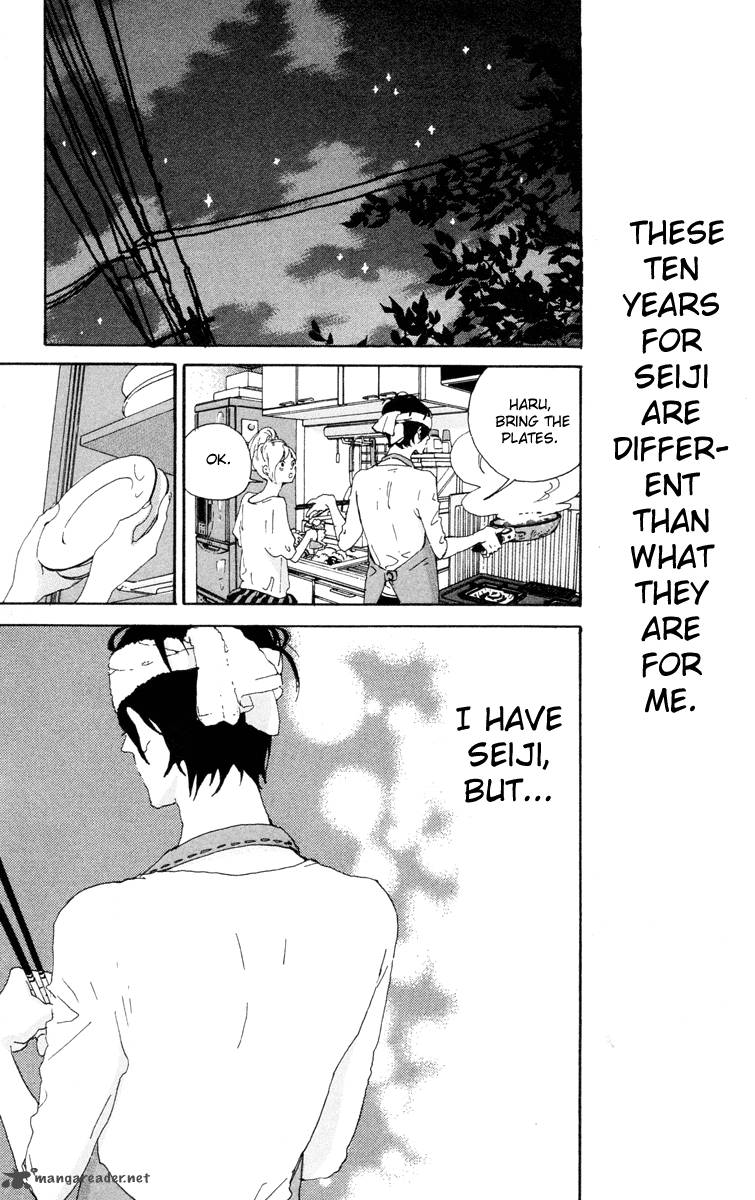 THESE
TEN
YEARS
FOR
SEIJI
ARE
DIFFER-
ENT
THAN
WHAT
THEY
ARE
FOR
ME.
HARU,
BRING THE
PLATES.
OK.
I HAVE
SEIJI,
BUT...
mangareader.net